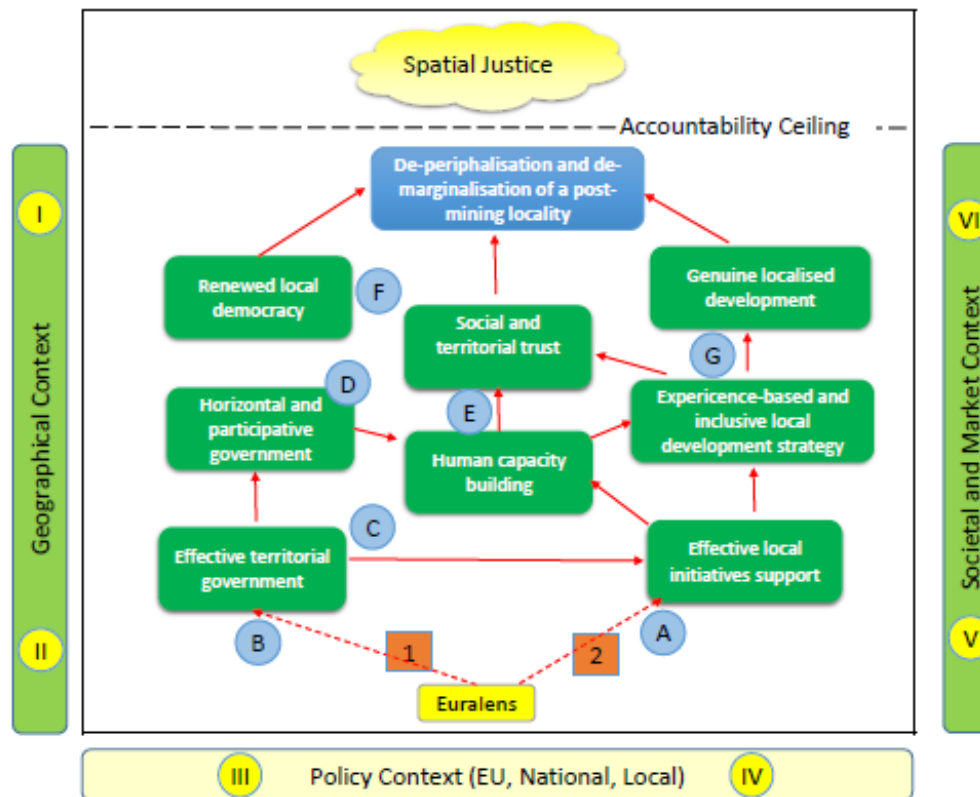 Spatial Justice
Accountability Ceiling
De-periphalisation and de-
marginalisation of a post-
mining locality
I
VI
Renewed local
democracy
F
Genuine localised
development
Social and
territorial trust
G
D
Horizontal and
participative
government
E
Expericence-based and
inclusive local
development strategy
Human capacity
building
C
Effective territorial
government
Effective local
initiatives support
B
A
1
2
II
V
Euralens
Geographical Context
Societal and Market Context
III
Policy Context (EU, National, Local)
IV